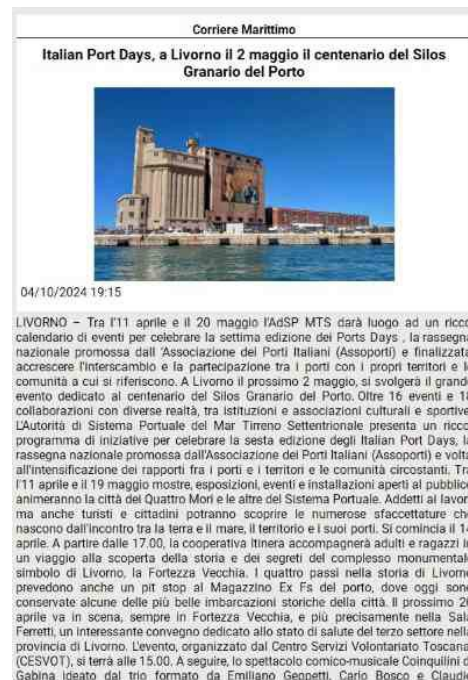 Corriere Marittimo
Italian Port Days, a Livorno il 2 maggio il centenario del Silos
Granario del Porto
04/10/2024 19:15
LIVORNO – Tra l'11 aprile e il 20 maggio l'AdSP MTS darà luogo ad un ricco
calendario di eventi per celebrare la settima edizione dei Ports Days , la rassegna
nazionale promossa dall 'Associazione dei Porti Italiani (Assoporti) e finalizzata
accrescere l'interscambio e la partecipazione tra i porti con i propri territori e le
comunità a cui si riferiscono. A Livorno il prossimo 2 maggio, si svolgerà il grande
evento dedicato al centenario del Silos Granario del Porto. Oltre 16 eventi e 18
collaborazioni con diverse realtà, tra istituzioni e associazioni culturali e sportive
L'Autorità di Sistema Portuale del Mar Tirreno Settentrionale presenta un ricco
programma di iniziative per celebrare la sesta edizione degli Italian Port Days, la
rassegna nazionale promossa dall'Associazione dei Porti Italiani (Assoporti) e volta
all'intensificazione dei rapporti fra i porti e i territori e le comunità circostanti. Tra
l'11 aprile e il 19 maggio mostre, esposizioni, eventi e installazioni aperti al pubblico
animeranno la città dei Quattro Mori e le altre del Sistema Portuale. Addetti ai lavori
ma anche turisti e cittadini potranno scoprire le numerose sfaccettature che
nascono dall'incontro tra la terra e il mare, il territorio e i suoi porti. Si comincia il 14
aprile. A partire dalle 17.00, la cooperativa Itinera accompagnerà adulti e ragazzi in
un viaggio alla scoperta della storia e dei segreti del complesso monumentale
simbolo di Livorno, la Fortezza Vecchia. I quattro passi nella storia di Livorno
prevedono anche un pit stop al Magazzino Ex Fs del porto, dove oggi sono
conservate alcune delle più belle imbarcazioni storiche della città. Il prossimo 20
aprile va in scena, sempre in Fortezza Vecchia, e più precisamente nella Sala
Ferretti, un interessante convegno dedicato allo stato di salute del terzo settore nella
provincia di Livorno. L'evento, organizzato dal Centro Servizi Volontariato Toscana
(CESVOT), si terrà alle 15.00. A seguire, lo spettacolo comico-musicale Coinquilini di
Gabina ideato dal trio formato da Emiliano Geppetti, Carlo Bosco e Claudio